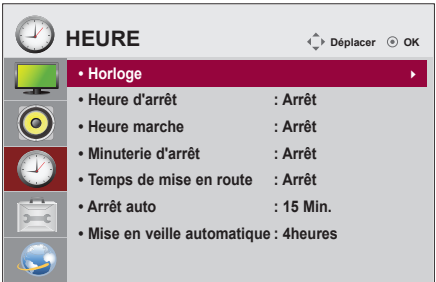 HEURE
Déplacer OK
• Horloge
• Heure d'arrêt : Arrêt
• Heure marche : Arrêt
• Minuterie d'arrêt : Arrêt
• Temps de mise en route : Arrêt
• Arrêt auto : 15 Min.
• Mise en veille automatique : 4heures